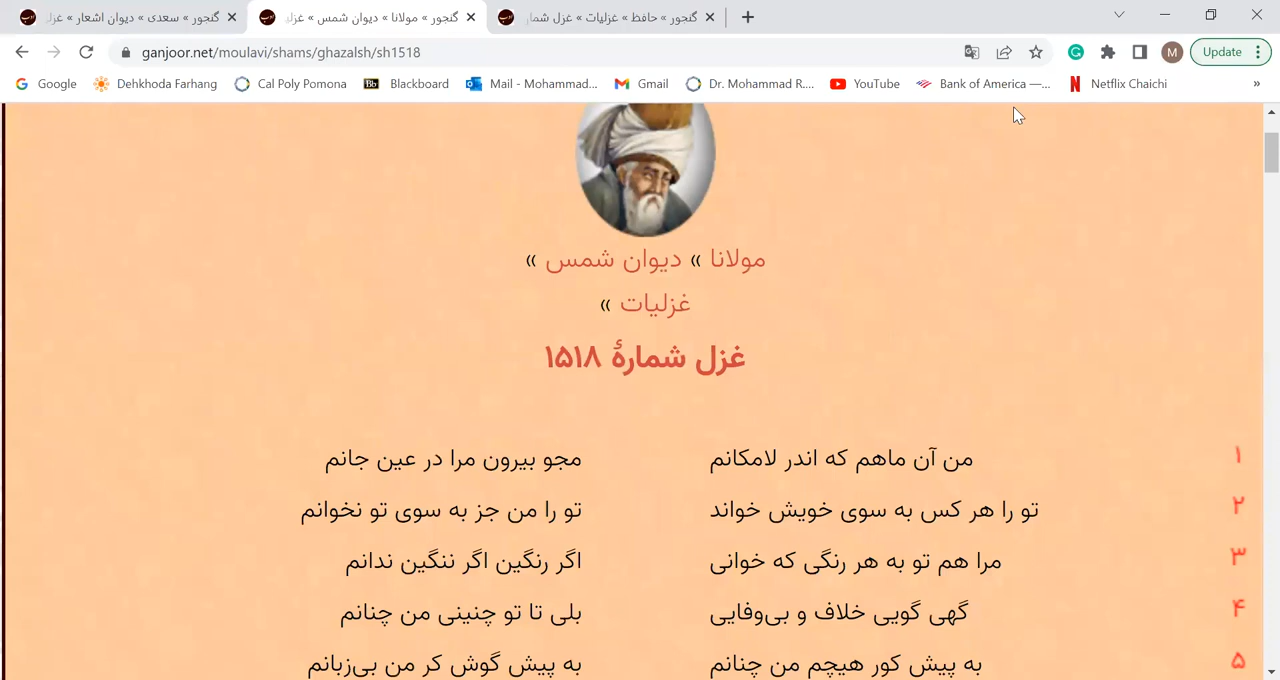 گنجور » سعدی » دیوان اشعار » غزل
گنجور » مولانا » دیوان شمس » غزلی
گنجور » حافظ » غزلیات » غزل شمار
ganjoor.net/moulavi/shams/ghazalsh/sh1518
M
Update
Google
Dehkhoda Farhang
Cal Poly Pomona
Bb
Blackboard
Mail - Mohammad...
Gmail
Dr. Mohammad R....
YouTube
Bank of America —...
Netflix Chaichi
»
مولانا » دیوان شمس »
غزلیات »
غزل شمارهٔ ۱۵۱۸
۱ من آن ماهم که اندر لامکانم مجو بیرون مرا در عین جانم
۲ تو را هر کس به سوی خویش خواند تو را من جز به سوی تو نخوانم
۳ مرا هم تو به هر رنگی که خوانی اگر رنگین اگر ننگین ندانم
۴ گهی گویی خلاف و بی‌وفایی بلی تا تو چنینی من چنانم
۵ به پیش کور هیچم من چنانم به پیش گوش کر من بی‌زبانم